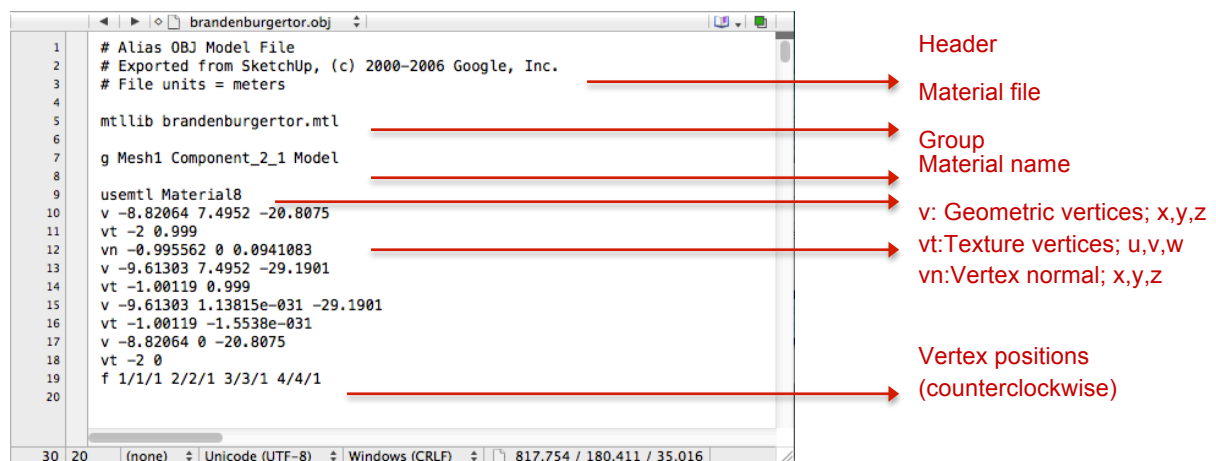 brandenburgertor.obj
1 # Alias OBJ Model File
2 # Exported from SketchUp, (c) 2000-2006 Google, Inc.
3 # File units = meters
4
5 mtllib brandenburgertor.mtl
6
7 g Mesh1 Component_2_1 Model
8
9 usemtl Material8
10 v -8.82064 7.4952 -20.8075
11 vt -2 0.999
12 vn -0.995562 0 0.0941083
13 v -9.61303 7.4952 -29.1901
14 vt -1.00119 0.999
15 v -9.61303 1.13815e-031 -29.1901
16 vt -1.00119 -1.5538e-031
17 v -8.82064 0 -20.8075
18 vt -2 0
19 f 1/1/1 2/2/1 3/3/1 4/4/1
20
30 20 (none) Unicode (UTF-8) Windows (CRLF) 817.754 / 180.411 / 35.016
Header
Material file
Group
Material name
v: Geometric vertices; x,y,z
vt:Texture vertices; u,v,w
vn:Vertex normal; x,y,z
Vertex positions
(counterclockwise)